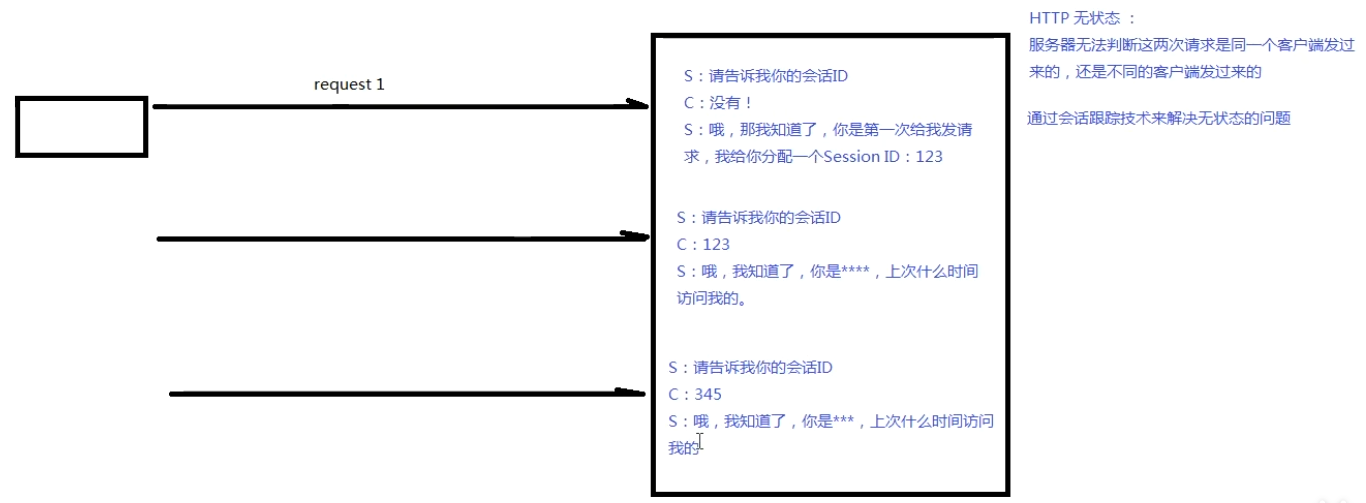 HTTP 无状态 ：
服务器无法判断这两次请求是同一个客户端发过
来的，还是不同的客户端发过来的
通过会话跟踪技术来解决无状态的问题
request 1
S：请告诉我你的会话ID
C：没有！
S：哦，那我知道了，你是第一次给我发请
求，我给你分配一个Session ID：123
S：请告诉我你的会话ID
C：123
S：哦，我知道了，你是****，上次什么时间
访问我的。
S：请告诉我你的会话ID
C：345
S：哦，我知道了，你是***，上次什么时间访问
我的